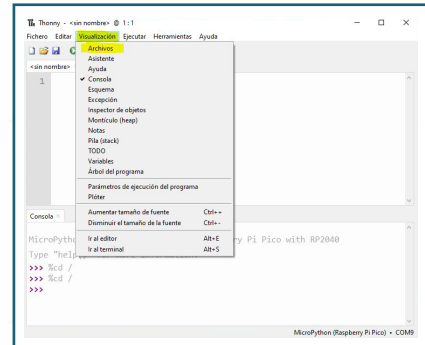 Thonny - <sin nombre> @ 1 : 1
Fichero Editar Visualización Ejecutar Herramientas Ayuda
<sin nombre>
Archivos
Asistente
Ayuda
✓ Consola
Esquema
Excepción
Inspector de objetos
Montículo (heap)
Notas
Pila (stack)
TODO
Variables
Árbol del programa
Parámetros de ejecución del programa
Plóter
Aumentar tamaño de fuente Ctrl++
Disminuir el tamaño de la fuente Ctrl+-
Ir al editor Alt+E
Ir al terminal Alt+S
1
Consola
MicroPytho ry Pi Pico with RP2040
Type "help
>>> %cd /
>>> %cd /
>>>
MicroPython (Raspberry Pi Pico) • COM9